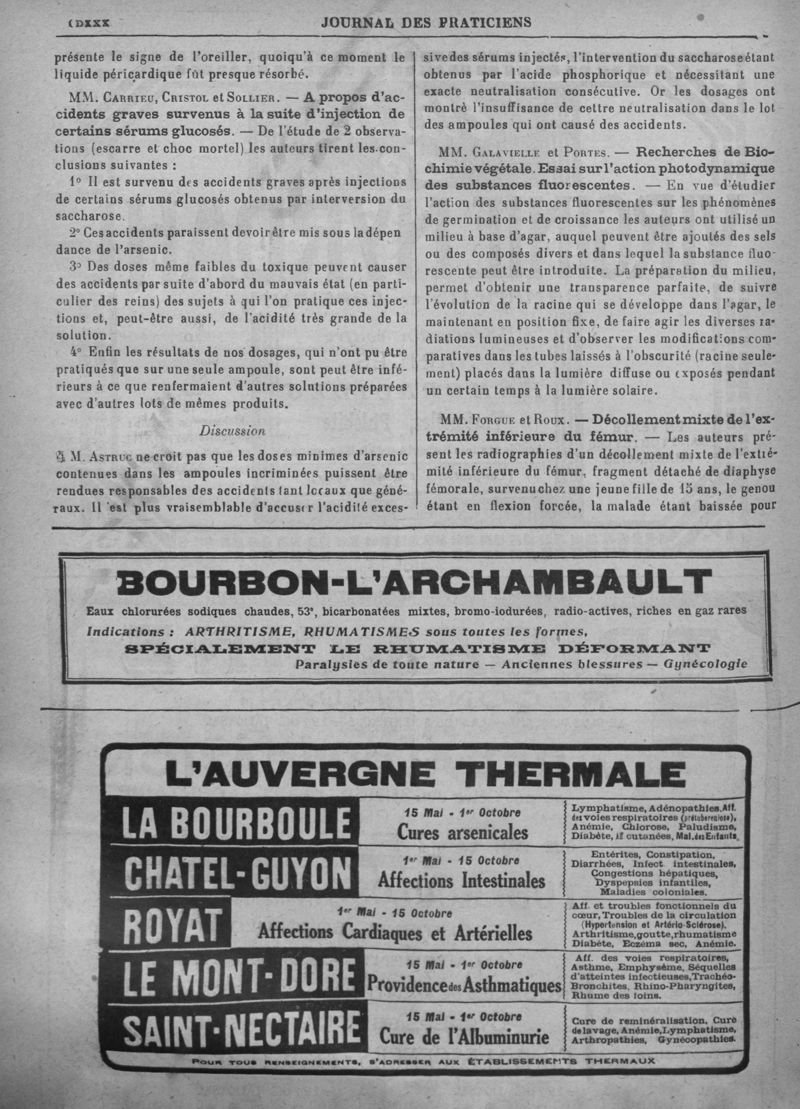 (DXXX
JOURNAL DES PRATICIENS
présente le signe de l'oreiller, quoiqu'à ce moment le
liquide péricardique fût presque résorbé.
MM. CARRIEU, CRISTOL et SOLLIER. — A propos d'ac-
cidents graves survenus à la suite d'injection de
certains sérums glucosés. — De l'étude de 2 observa-
tions (escarre et choc mortel) les auteurs tirent les con-
clusions suivantes :
1º Il est survenu des accidents graves après injections
de certains sérums glucosés obtenus par interversion du
saccharose.
2º Ces accidents paraissent devoir être mis sous la dépen
dance de l'arsenic.
3º Des doses même faibles du toxique peuvent causer
des accidents par suite d'abord du mauvais état (en parti-
culier des reins) des sujets à qui l'on pratique ces injec-
tions et, peut-être aussi, de l'acidité très grande de la
solution.
4º Enfin les résultats de nos dosages, qui n'ont pu être
pratiqués que sur une seule ampoule, sont peut être infé-
rieurs à ce que renfermaient d'autres solutions préparées
avec d'autres lots de mêmes produits.
Discussion
M. ASTRUC ne croit pas que les doses minimes d'arsenic
contenues dans les ampoules incriminées puissent être
rendues responsables des accidents tant locaux que géné-
raux. Il est plus vraisemblable d'accuser l'acidité exces-
sive des sérums injectés, l'intervention du saccharose étant
obtenus par l'acide phosphorique et nécessitant une
exacte neutralisation consécutive. Or les dosages ont
montré l'insuffisance de cettre neutralisation dans le lot
des ampoules qui ont causé des accidents.
MM. GALAVIELLE et PORTES. — Recherches de Bio-
chimie végétale. Essai sur l'action photodynamique
des substances fluorescentes. — En vue d'étudier
l'action des substances fluorescentes sur les phénomènes
de germination et de croissance les auteurs ont utilisé un
milieu à base d'agar, auquel peuvent être ajoutés des sels
ou des composés divers et dans lequel la substance fluo-
rescente peut être introduite. La préparation du milieu,
permet d'obtenir une transparence parfaite, de suivre
l'évolution de la racine qui se développe dans l'agar, le
maintenant en position fixe, de faire agir les diverses ra-
diations lumineuses et d'observer les modifications com-
paratives dans les tubes laissés à l'obscurité (racine seule-
ment) placés dans la lumière diffuse ou exposés pendant
un certain temps à la lumière solaire.
MM. FORGUE et ROUX. — Décollement mixte de l'ex-
trémité inférieure du fémur. — Les auteurs pré-
sent les radiographies d'un décollement mixte de l'extré-
mité inférieure du fémur, fragment détaché de diaphyse
fémorale, survenu chez une jeune fille de 15 ans, le genou
étant en flexion forcée, la malade étant baissée pour
BOURBON-L'ARCHAMBAULT
Eaux chlorurées sodiques chaudes, 53º, bicarbonatées mixtes, bromo-iodurées, radio-actives, riches en gaz rares
Indications : ARTHRITISME, RHUMATISMES sous toutes les formes,
SPÉCIALEMENT LE RHUMATISME DÉFORMANT
Paralysies de toute nature — Anciennes blessures — Gynécologie
L'AUVERGNE THERMALE
LA BOURBOULE
15 Mai - 1er Octobre
Cures arsenicales
Lymphatisme, Adénopathies. Aff.
des voies respiratoires (prétuberculose),
Anémie, Chlorose, Paludisme,
Diabète, Aff cutanées, Mal. des Enfants.
CHATEL-GUYON
1er Mai - 15 Octobre
Affections Intestinales
Entérites, Constipation,
Diarrhées, Infect intestinales,
Congestions hépatiques,
Dyspepsies infantiles,
Maladies coloniales.
ROYAT
1er Mai - 15 Octobre
Affections Cardiaques et Artérielles
Aff. et troubles fonctionnels du
cœur, Troubles de la circulation
(Hypertension et Artério-Sclérose).
Arthritisme, goutte, rhumatisme
Diabète, Eczéma sec, Anémie.
LE MONT-DORE
15 Mai - 1er Octobre
Providence des Asthmatiques
Aff. des voies respiratoires,
Asthme, Emphysème, Séquelles
d'atteintes infectieuses, Trachéo-
Bronchites, Rhino-Pharyngites,
Rhume des foins.
SAINT-NECTAIRE
15 Mai - 1er Octobre
Cure de l'Albuminurie
Cure de reminéralisation, Cure
de lavage, Anémie, Lymphatisme,
Arthropathies, Gynécopathies.
POUR TOUS RENSEIGNEMENTS, S'ADRESSER AUX ÉTABLISSEMENTS THERMAUX